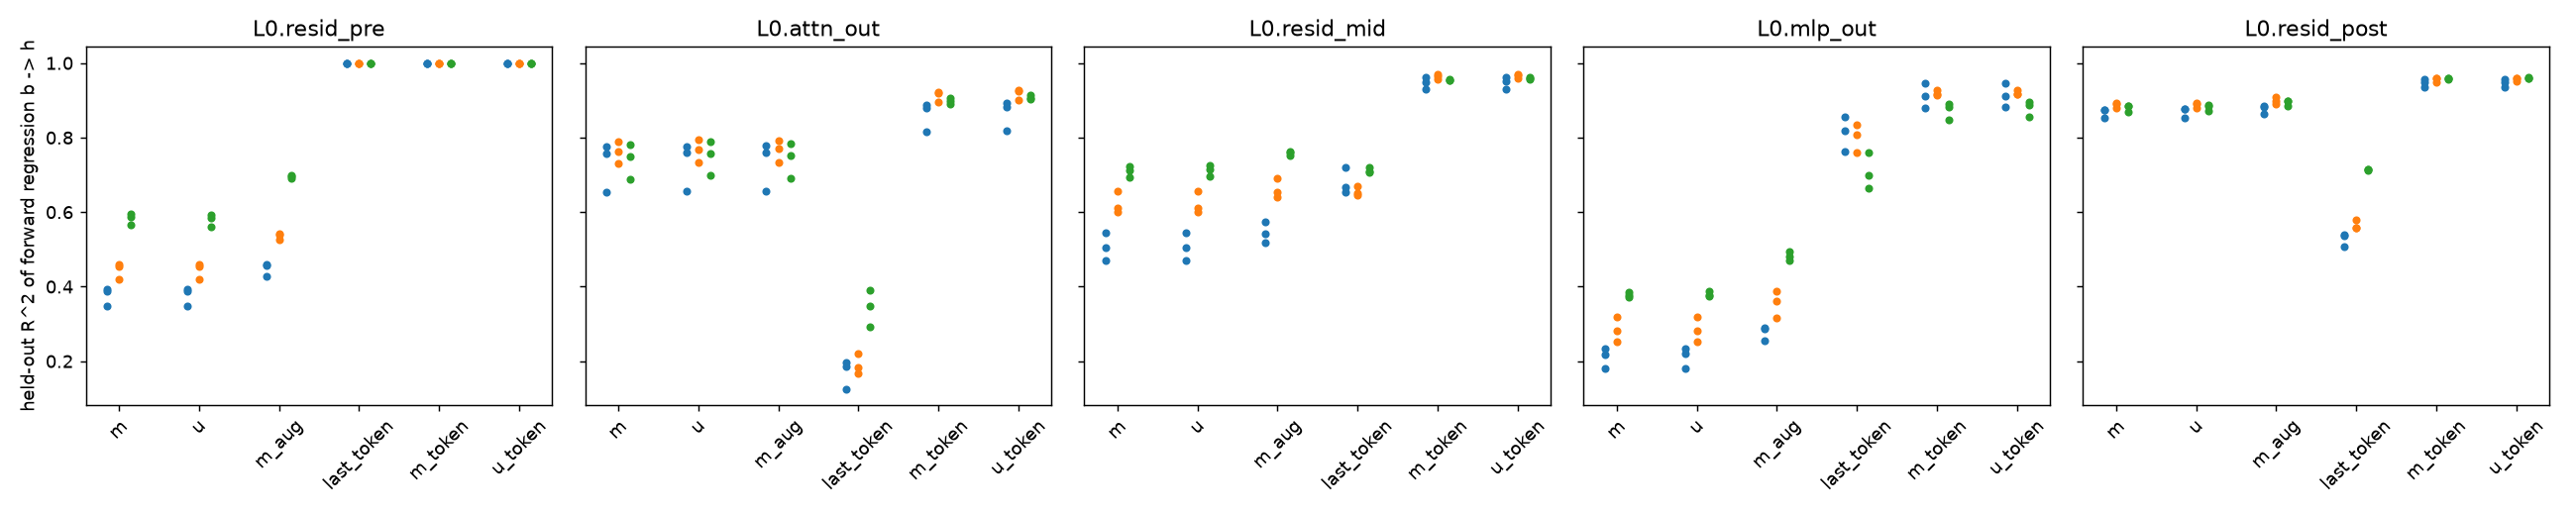 L0.resid_pre
L0.attn_out
L0.resid_mid
L0.mlp_out
L0.resid_post
held-out R^2 of forward regression b -> h
1.0
0.8
0.6
0.4
0.2
m
u
m_aug
last_token
m_token
u_token
m
u
m_aug
last_token
m_token
u_token
m
u
m_aug
last_token
m_token
u_token
m
u
m_aug
last_token
m_token
u_token
m
u
m_aug
last_token
m_token
u_token